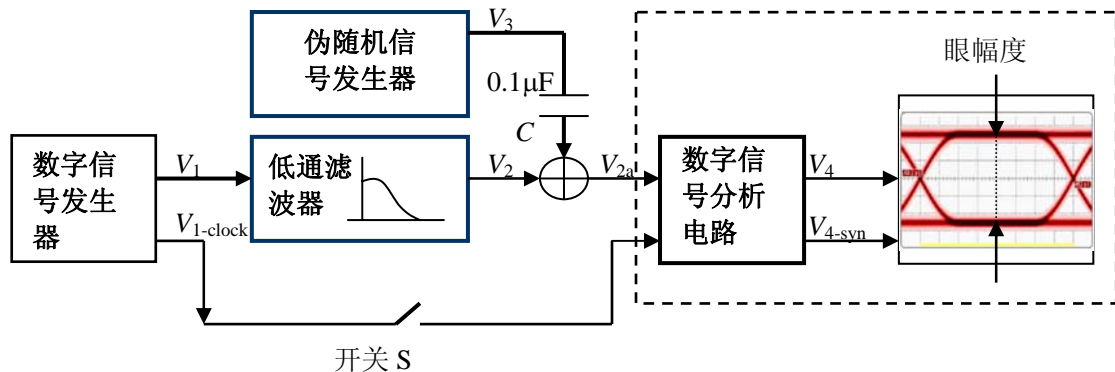 V3
伪随机信
号发生器
眼幅度
0.1μF
C
数字信
号发生
器
V1
V1-clock
低通滤
波器
V2
V2a
数字信
号分析
电路
V4
V4-syn
开关 S